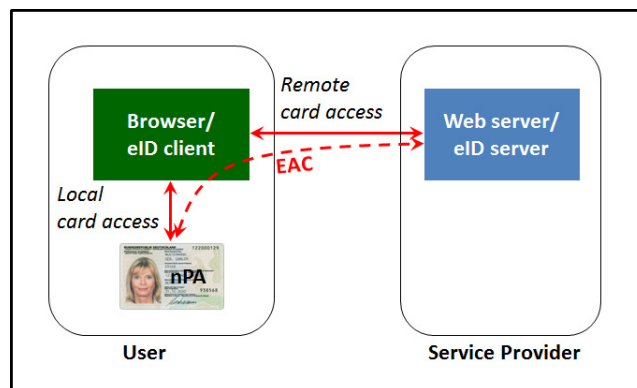 Remote
card access
Browser/
eID client
Web server/
eID server
EAC
Local
card access
nPA
User
Service Provider